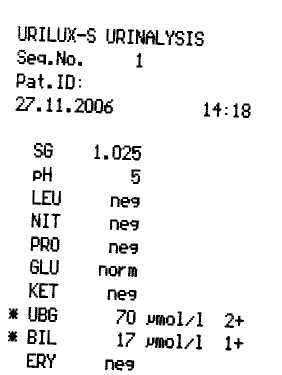 URILUX-S URINALYSIS
Seq.No. 1
Pat.ID:
27.11.2006 14:18
SG 1.025
pH 5
LEU neg
NIT neg
PRO neg
GLU norm
KET neg
* UBG 70 µmol/l 2+
* BIL 17 µmol/l 1+
ERY neg